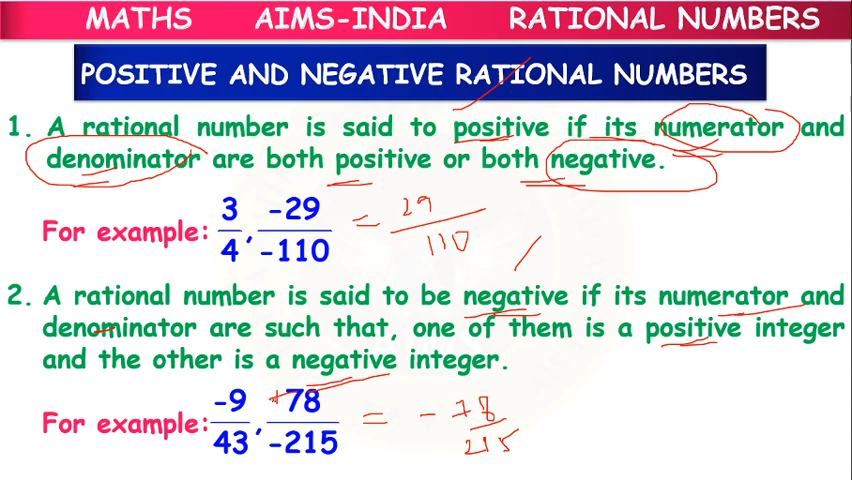 MATHS AIMS-INDIA RATIONAL NUMBERS
POSITIVE AND NEGATIVE RATIONAL NUMBERS
1. A rational number is said to positive if its numerator and
denominator are both positive or both negative.
For example: 3/4, -29/-110 = 29/110
2. A rational number is said to be negative if its numerator and
denominator are such that, one of them is a positive integer
and the other is a negative integer.
For example: -9/43, +78/-215 = -78/215